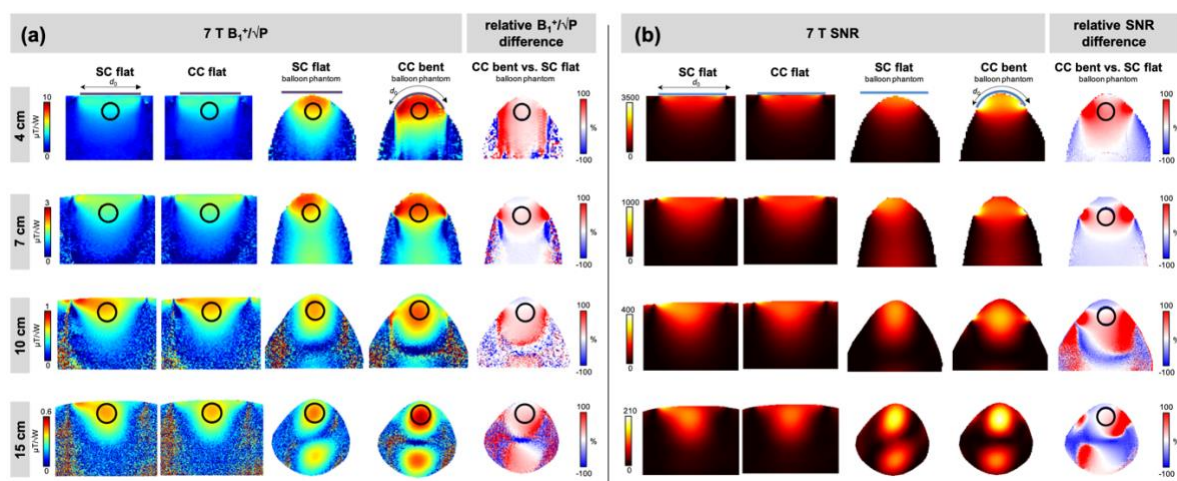 (a) 7 T B₁⁺/√P
relative B₁⁺/√P
difference
SC flat
CC flat
SC flat
balloon phantom
CC bent
balloon phantom
CC bent vs. SC flat
d₀
d₀
4 cm
10
µT/√W
0
100
%
-100
7 cm
3
µT/√W
0
100
%
-100
10 cm
1
µT/√W
0
100
%
-100
15 cm
0.6
µT/√W
0
100
%
-100
(b) 7 T SNR
relative SNR
difference
SC flat
CC flat
SC flat
balloon phantom
CC bent
balloon phantom
CC bent vs. SC flat
d₀
d₀
3500
0
100
%
-100
1000
0
100
%
-100
400
0
100
%
-100
210
0
100
%
-100